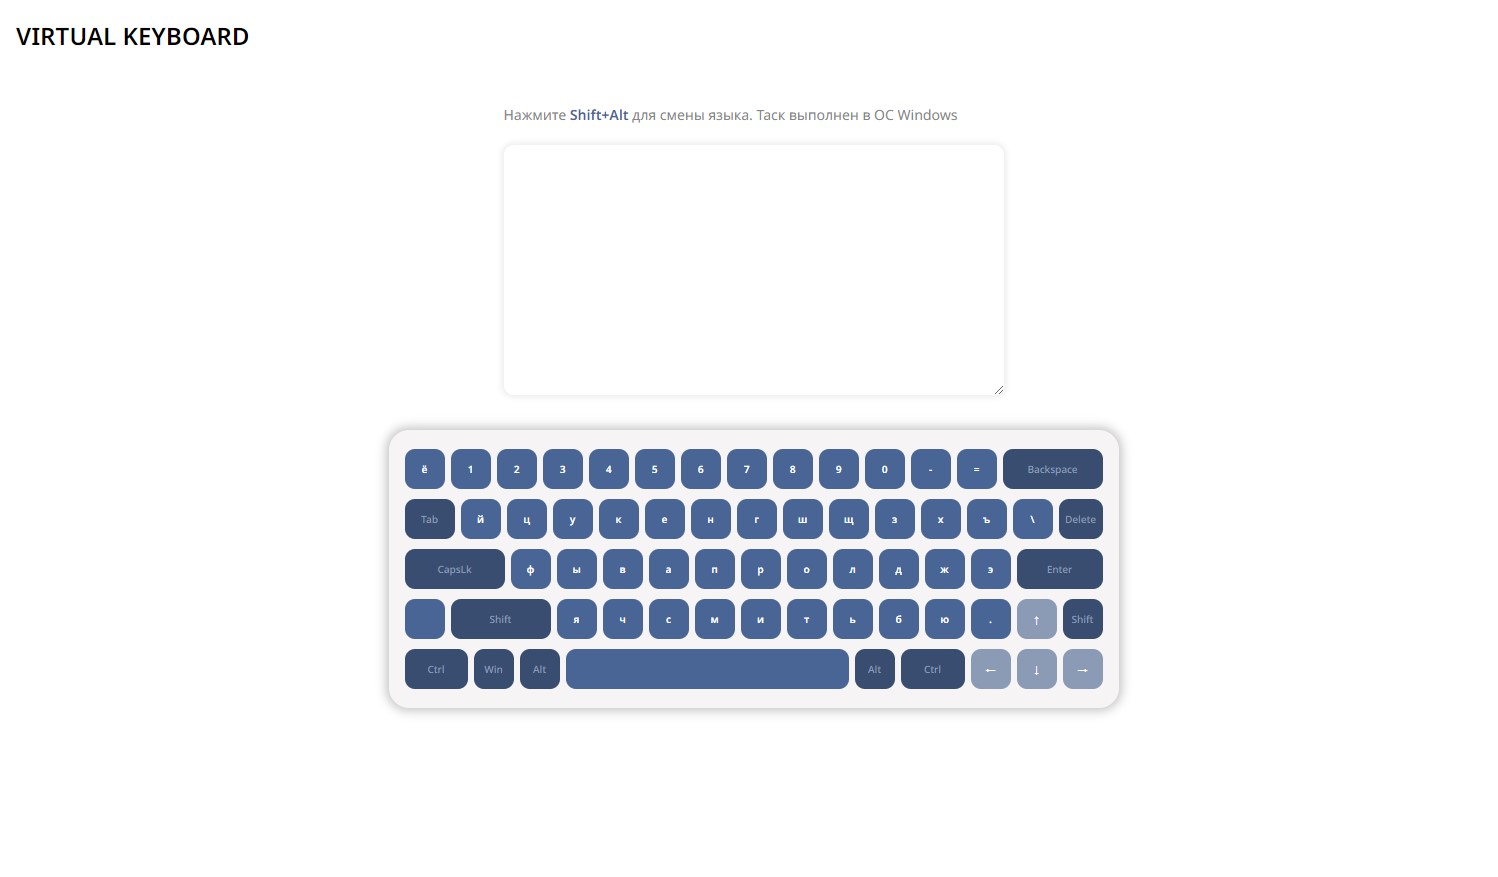 VIRTUAL KEYBOARD
Нажмите Shift+Alt для смены языка. Таск выполнен в ОС Windows
ё 1 2 3 4 5 6 7 8 9 0 - = Backspace
Tab й ц у к е н г ш щ з х ъ \ Delete
CapsLk ф ы в а п р о л д ж э Enter
Shift я ч с м и т ь б ю . ↑ Shift
Ctrl Win Alt Alt Ctrl ← ↓ →